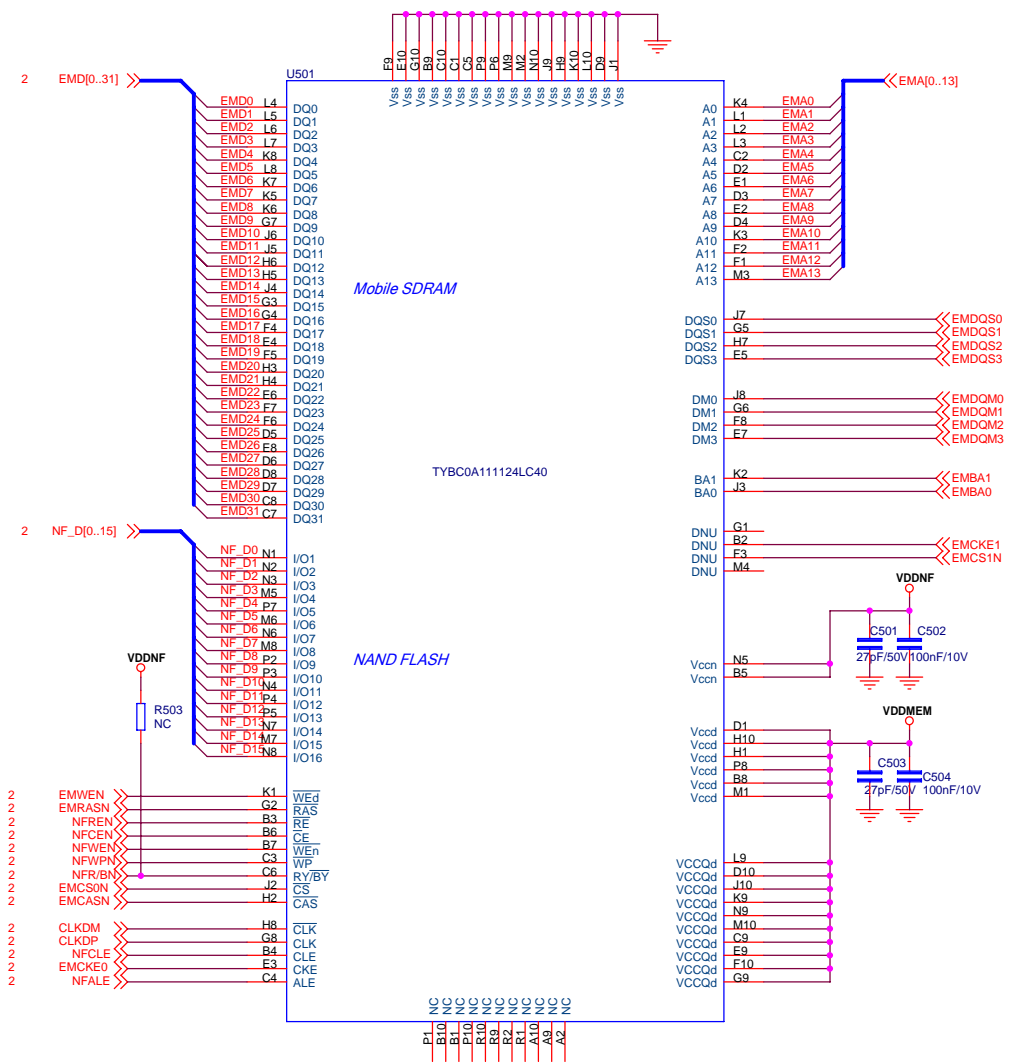 F9 E10 G10 B9 C10 C1 C5 P9 P6 M9 M2 N10 J9 H9 K10 L10 D9 J1
Vss Vss Vss Vss Vss Vss Vss Vss Vss Vss Vss Vss Vss Vss Vss Vss Vss Vss
U501
2 EMD[0..31]
EMA[0..13]
EMD0 L4 DQ0
EMD1 L5 DQ1
EMD2 L6 DQ2
EMD3 L7 DQ3
EMD4 K8 DQ4
EMD5 L8 DQ5
EMD6 K7 DQ6
EMD7 K5 DQ7
EMD8 K6 DQ8
EMD9 G7 DQ9
EMD10 J6 DQ10
EMD11 J5 DQ11
EMD12 H6 DQ12
EMD13 H5 DQ13
EMD14 J4 DQ14
EMD15 G3 DQ15
EMD16 G4 DQ16
EMD17 F4 DQ17
EMD18 E4 DQ18
EMD19 F5 DQ19
EMD20 H3 DQ20
EMD21 H4 DQ21
EMD22 E6 DQ22
EMD23 F7 DQ23
EMD24 F6 DQ24
EMD25 D5 DQ25
EMD26 E8 DQ26
EMD27 D6 DQ27
EMD28 D8 DQ28
EMD29 D7 DQ29
EMD30 C8 DQ30
EMD31 C7 DQ31
A0 K4 EMA0
A1 L1 EMA1
A2 L2 EMA2
A3 L3 EMA3
A4 C2 EMA4
A5 D2 EMA5
A6 E1 EMA6
A7 D3 EMA7
A8 E2 EMA8
A9 D4 EMA9
A10 K3 EMA10
A11 F2 EMA11
A12 F1 EMA12
A13 M3 EMA13
Mobile SDRAM
DQS0 J7 EMDQS0
DQS1 G5 EMDQS1
DQS2 H7 EMDQS2
DQS3 E5 EMDQS3
DM0 J8 EMDQM0
DM1 G6 EMDQM1
DM2 F8 EMDQM2
DM3 E7 EMDQM3
TYBC0A111124LC40
BA1 K2 EMBA1
BA0 J3 EMBA0
DNU G1
DNU B2 EMCKE1
DNU F3 EMCS1N
DNU M4
2 NF_D[0..15]
NF_D0 N1 I/O1
NF_D1 N2 I/O2
NF_D2 N3 I/O3
NF_D3 M5 I/O4
NF_D4 P7 I/O5
NF_D5 M6 I/O6
NF_D6 N6 I/O7
NF_D7 M8 I/O8
NF_D8 P2 I/O9
NF_D9 P3 I/O10
NF_D10 N4 I/O11
NF_D11 P4 I/O12
NF_D12 P5 I/O13
NF_D13 N7 I/O14
NF_D14 M7 I/O15
NF_D15 N8 I/O16
NAND FLASH
VDDNF
R503
NC
VDDNF
C501
27pF/50V
C502
100nF/10V
Vccn N5
Vccn B5
VDDMEM
C503
27pF/50V
C504
100nF/10V
Vccd D1
Vccd H10
Vccd H1
Vccd P8
Vccd B8
Vccd M1
2 EMWEN K1 WEd
2 EMRASN G2 RAS
2 NFREN B3 RE
2 NFCEN B6 CE
2 NFWEN B7 WEn
2 NFWPN C3 WP
2 NFR/BN C6 RY/BY
2 EMCS0N J2 CS
2 EMCASN H2 CAS
2 CLKDM H8 CLK
2 CLKDP G8 CLK
2 NFCLE B4 CLE
2 EMCKE0 E3 CKE
2 NFALE C4 ALE
VCCQd L9
VCCQd D10
VCCQd J10
VCCQd K9
VCCQd N9
VCCQd M10
VCCQd C9
VCCQd E9
VCCQd F10
VCCQd G9
NC NC NC NC NC NC NC NC NC NC NC
P1 B10 B1 P10 R10 R9 R2 R1 A10 A9 A2